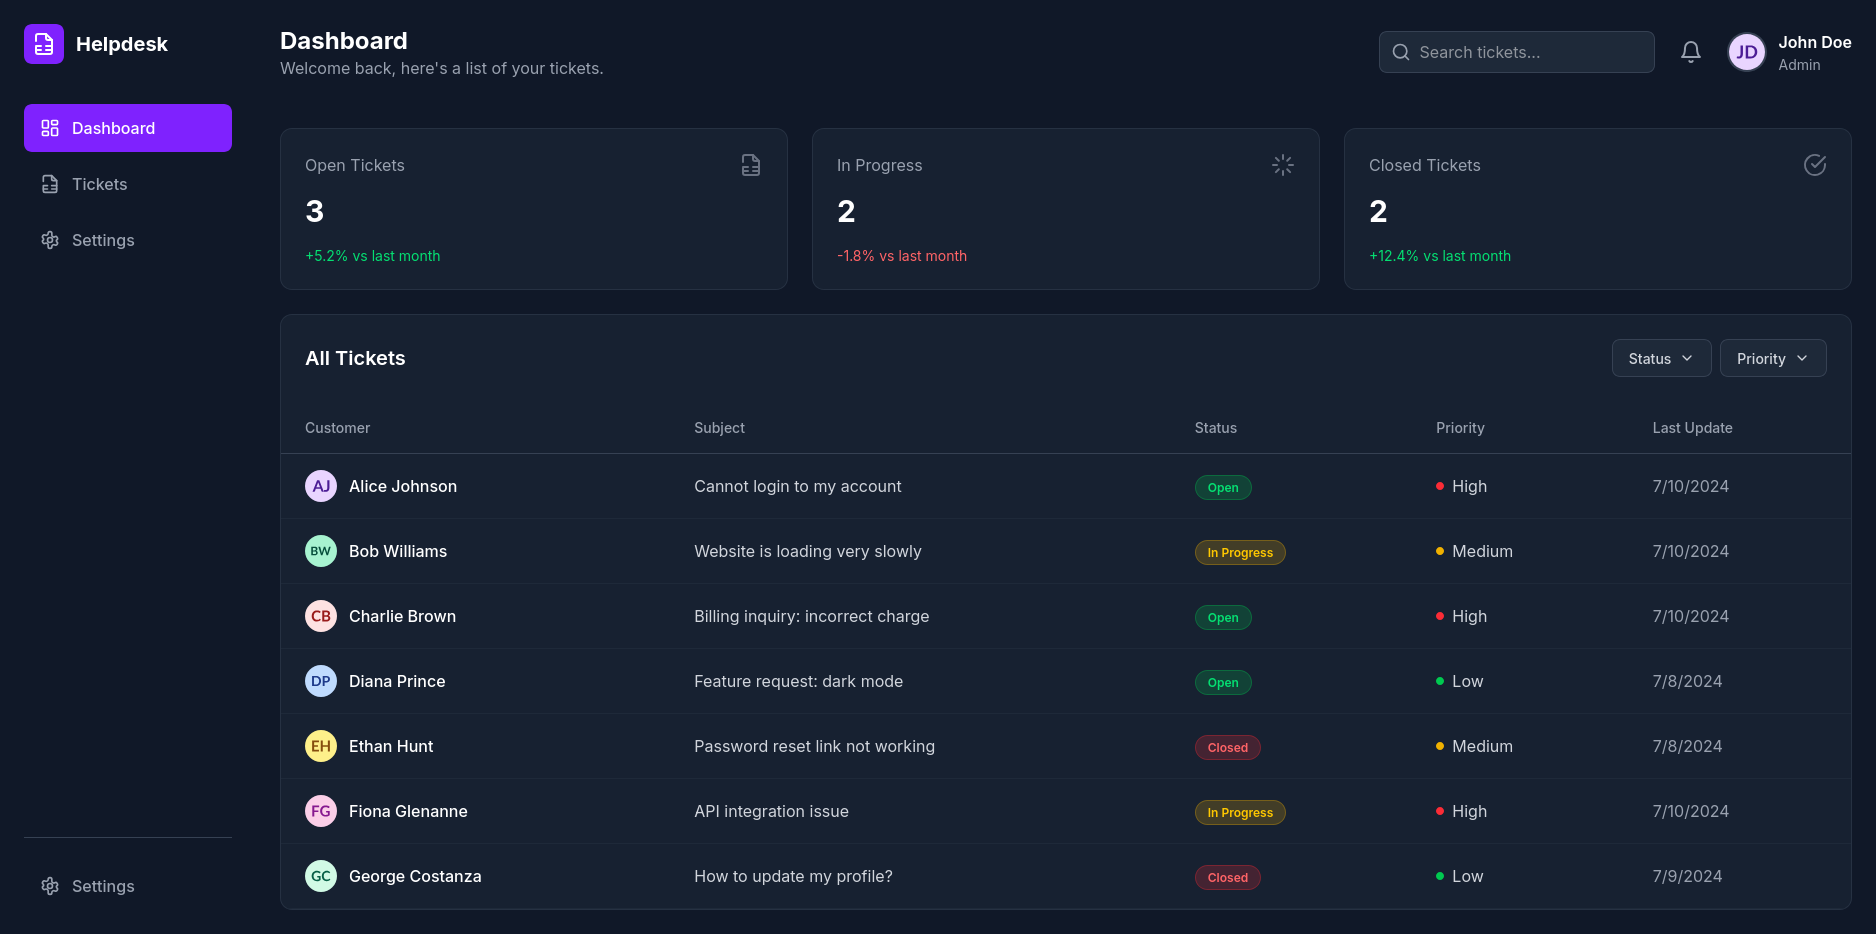 Helpdesk
Dashboard
Tickets
Settings
Settings
Dashboard
Welcome back, here's a list of your tickets.
Search tickets...
JD
John Doe
Admin
Open Tickets
3
+5.2% vs last month
In Progress
2
-1.8% vs last month
Closed Tickets
2
+12.4% vs last month
All Tickets
Status
Priority
Customer Subject Status Priority Last Update
AJ Alice Johnson Cannot login to my account Open High 7/10/2024
BW Bob Williams Website is loading very slowly In Progress Medium 7/10/2024
CB Charlie Brown Billing inquiry: incorrect charge Open High 7/10/2024
DP Diana Prince Feature request: dark mode Open Low 7/8/2024
EH Ethan Hunt Password reset link not working Closed Medium 7/8/2024
FG Fiona Glenanne API integration issue In Progress High 7/10/2024
GC George Costanza How to update my profile? Closed Low 7/9/2024